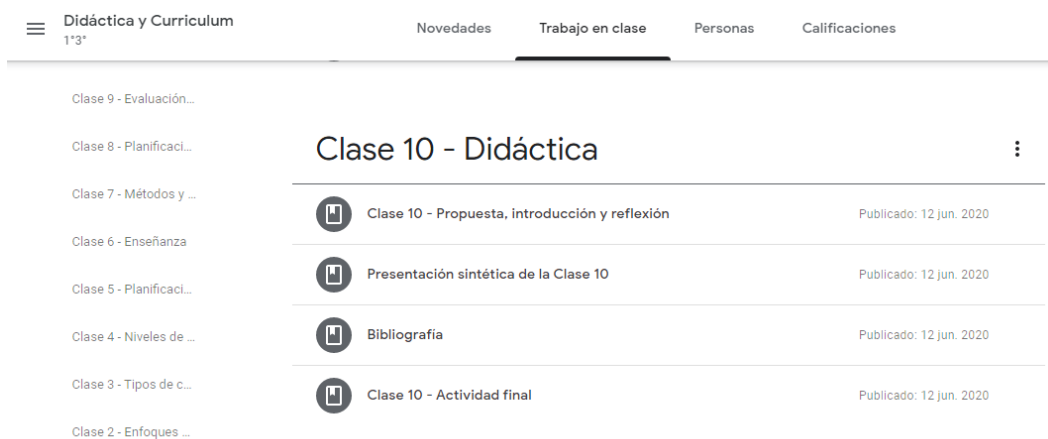 Didáctica y Curriculum
1°3°
Novedades
Trabajo en clase
Personas
Calificaciones
Clase 9 - Evaluación...
Clase 8 - Planificaci...
Clase 7 - Métodos y ...
Clase 6 - Enseñanza
Clase 5 - Planificaci...
Clase 4 - Niveles de ...
Clase 3 - Tipos de c...
Clase 2 - Enfoques ...
Clase 10 - Didáctica
Clase 10 - Propuesta, introducción y reflexión
Publicado: 12 jun. 2020
Presentación sintética de la Clase 10
Publicado: 12 jun. 2020
Bibliografía
Publicado: 12 jun. 2020
Clase 10 - Actividad final
Publicado: 12 jun. 2020